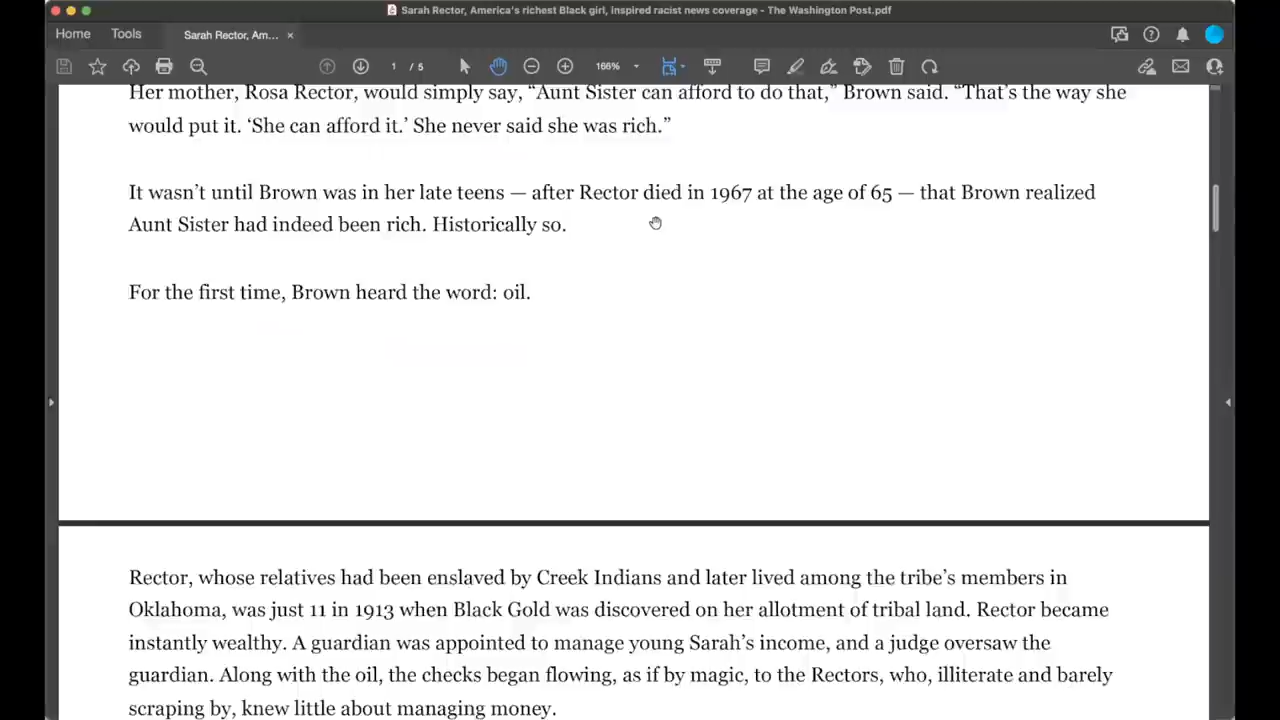 Sarah Rector, America's richest Black girl, inspired racist news coverage - The Washington Post.pdf
Home Tools Sarah Rector, Am... ×
1 / 5 166%
Her mother, Rosa Rector, would simply say, “Aunt Sister can afford to do that,” Brown said. “That’s the way she
would put it. ‘She can afford it.’ She never said she was rich.”
It wasn’t until Brown was in her late teens — after Rector died in 1967 at the age of 65 — that Brown realized
Aunt Sister had indeed been rich. Historically so.
For the first time, Brown heard the word: oil.
Rector, whose relatives had been enslaved by Creek Indians and later lived among the tribe’s members in
Oklahoma, was just 11 in 1913 when Black Gold was discovered on her allotment of tribal land. Rector became
instantly wealthy. A guardian was appointed to manage young Sarah’s income, and a judge oversaw the
guardian. Along with the oil, the checks began flowing, as if by magic, to the Rectors, who, illiterate and barely
scraping by, knew little about managing money.